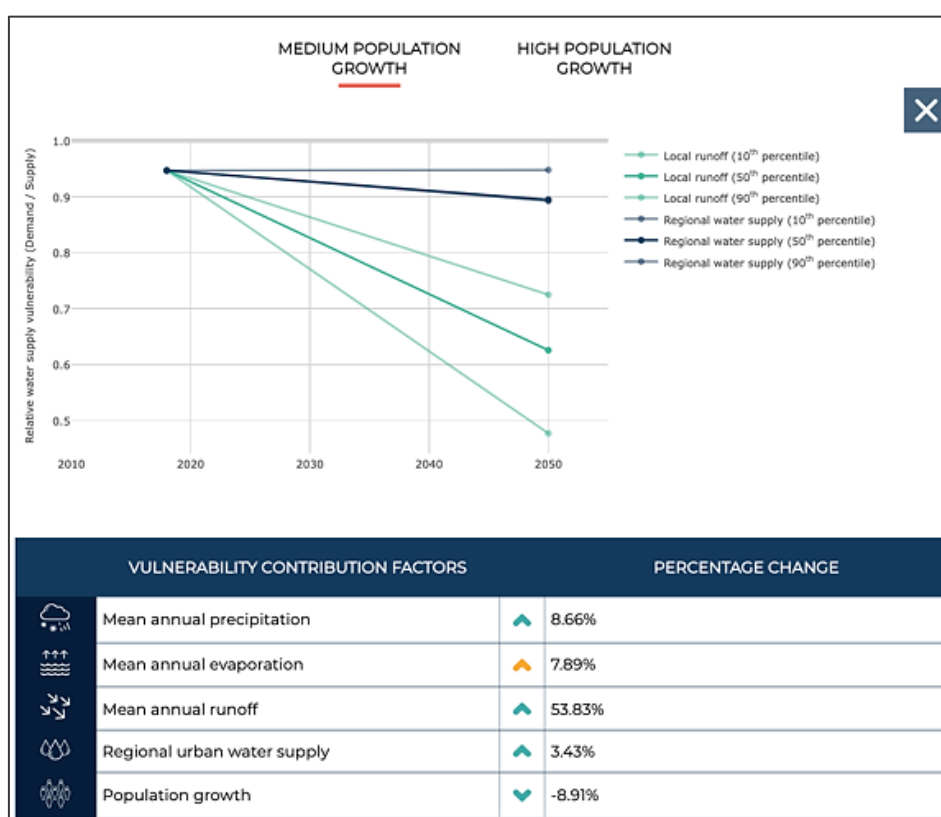 MEDIUM POPULATION
GROWTH
HIGH POPULATION
GROWTH
Relative water supply vulnerability (Demand / Supply)
1.0
0.9
0.8
0.7
0.6
0.5
2010
2020
2030
2040
2050
Local runoff (10th percentile)
Local runoff (50th percentile)
Local runoff (90th percentile)
Regional water supply (10th percentile)
Regional water supply (50th percentile)
Regional water supply (90th percentile)
VULNERABILITY CONTRIBUTION FACTORS
PERCENTAGE CHANGE
Mean annual precipitation
8.66%
Mean annual evaporation
7.89%
Mean annual runoff
53.83%
Regional urban water supply
3.43%
Population growth
-8.91%